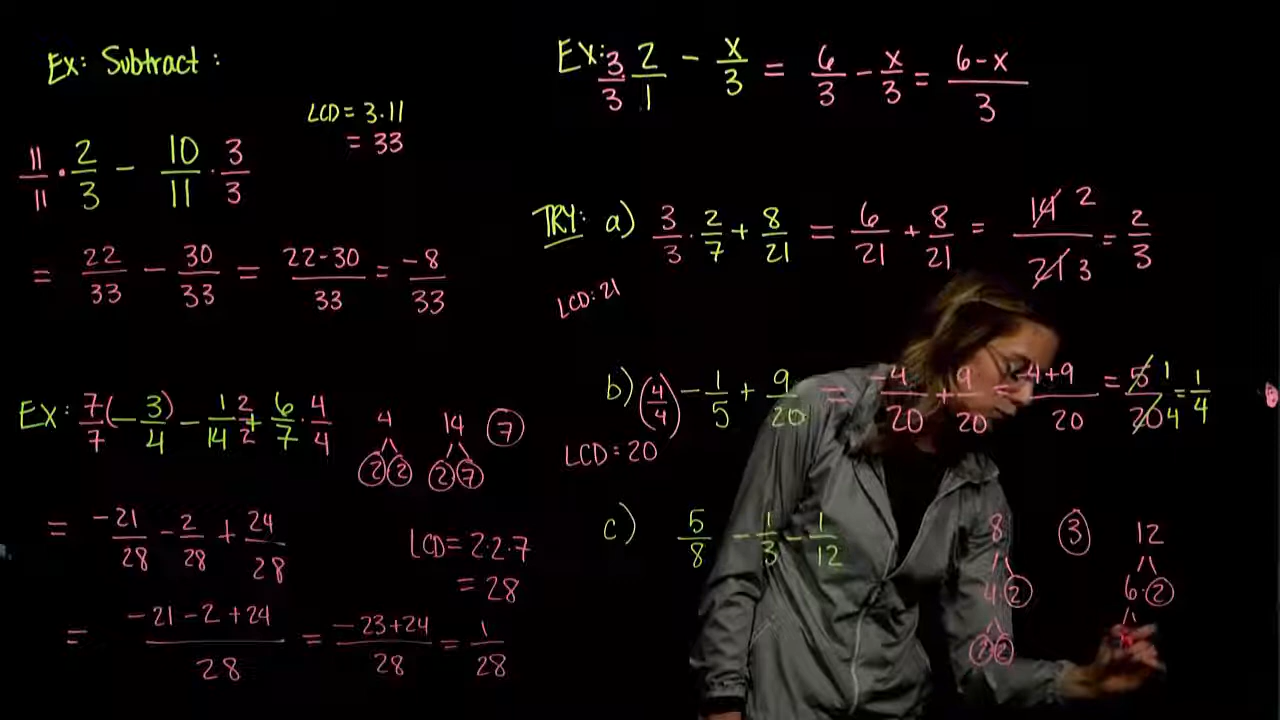 Ex: Subtract:
LCD = 3·11
= 33
11/11 · 2/3 - 10/11 · 3/3
= 22/33 - 30/33 = 22-30/33 = -8/33
Ex: 7/7(-3/4) - 1/14 2/2 + 6/7 · 4/4
4 14 7
2 2 2 7
= -21/28 - 2/28 + 24/28
LCD = 2·2·7
= 28
= -21-2+24/28 = -23+24/28 = 1/28
Ex: 3/3 2/1 - x/3 = 6/3 - x/3 = 6-x/3
TRY: a) 3/3 · 2/7 + 8/21 = 6/21 + 8/21 = 14 2/21 3 = 2/3
LCD: 21
b) (4/4) -1/5 + 9/20 = -4/20 + 9/20 = -4+9/20 = 5 1/20 4 = 1/4
LCD = 20
c) 5/8 - 1/3 - 1/12
8 3 12
4 2 6·2
2 2